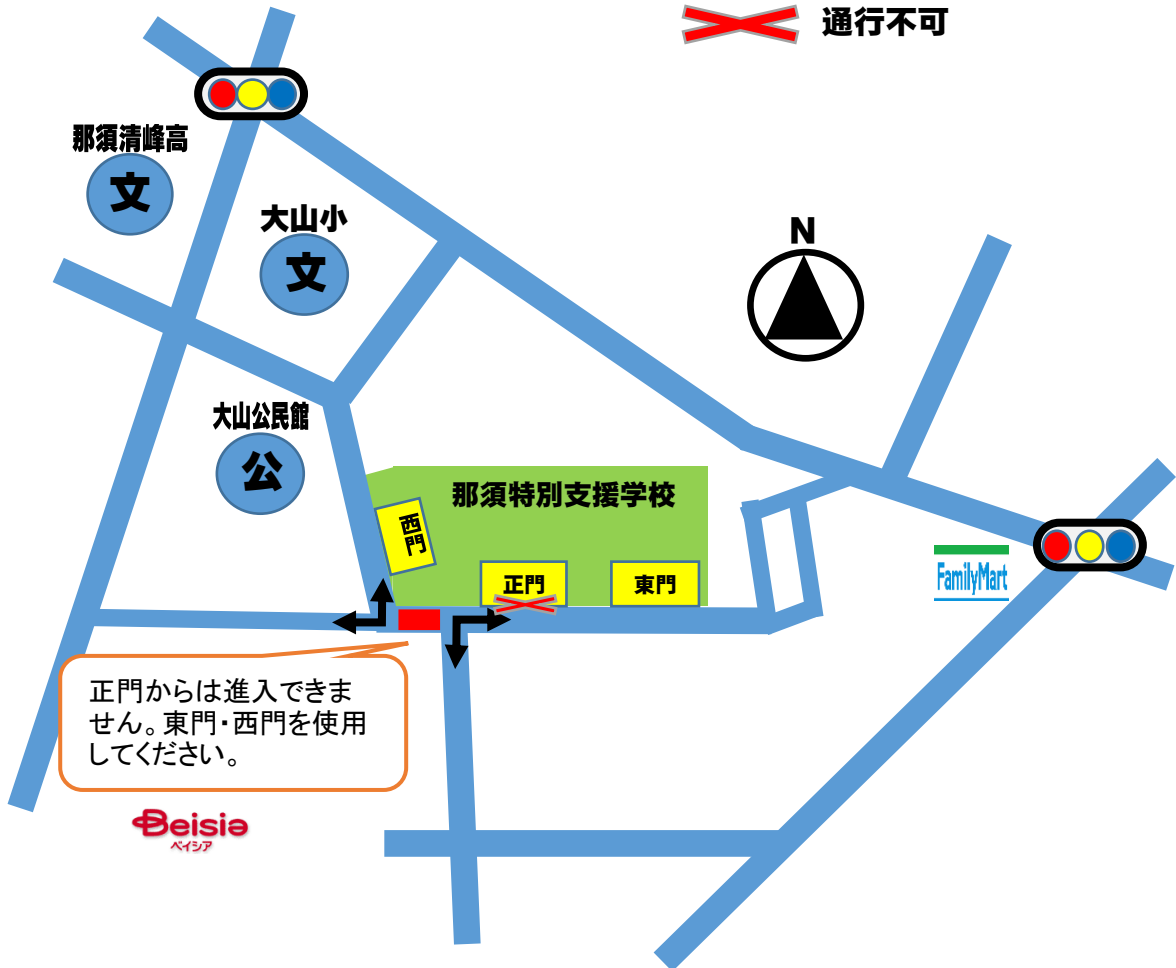 通行不可
那須清峰高
文
大山小
文
N
大山公民館
公
那須特別支援学校
西門
正門
東門
FamilyMart
正門からは進入できま
せん。東門・西門を使用
してください。
Beisia
ベイシア